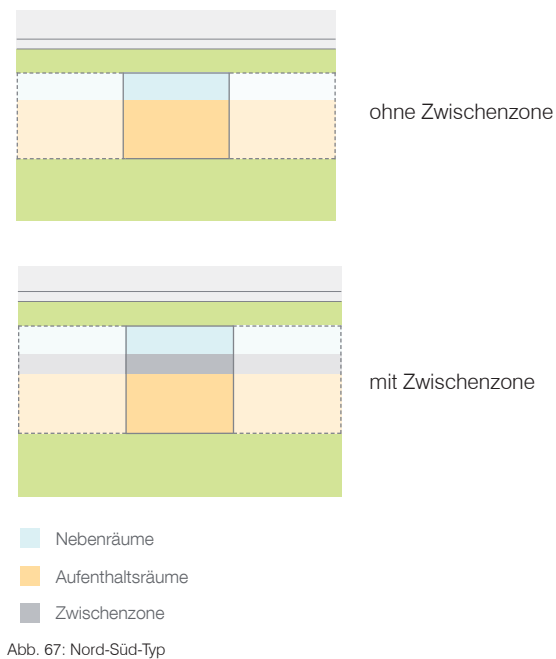 ohne Zwischenzone
mit Zwischenzone
Nebenräume
Aufenthaltsräume
Zwischenzone
Abb. 67: Nord-Süd-Typ